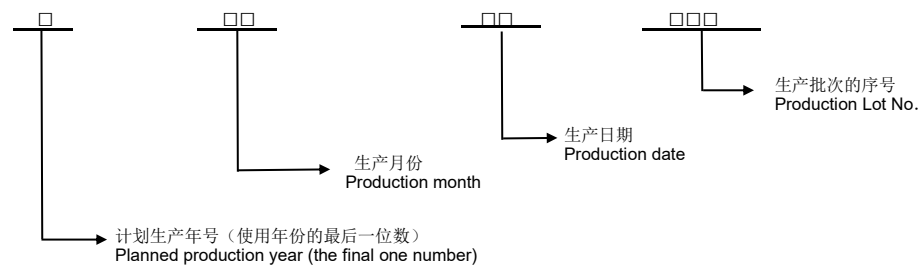 □ □□ □□ □□□
生产批次的序号
Production Lot No.
生产日期
Production date
生产月份
Production month
计划生产年号（使用年份的最后一位数）
Planned production year (the final one number)